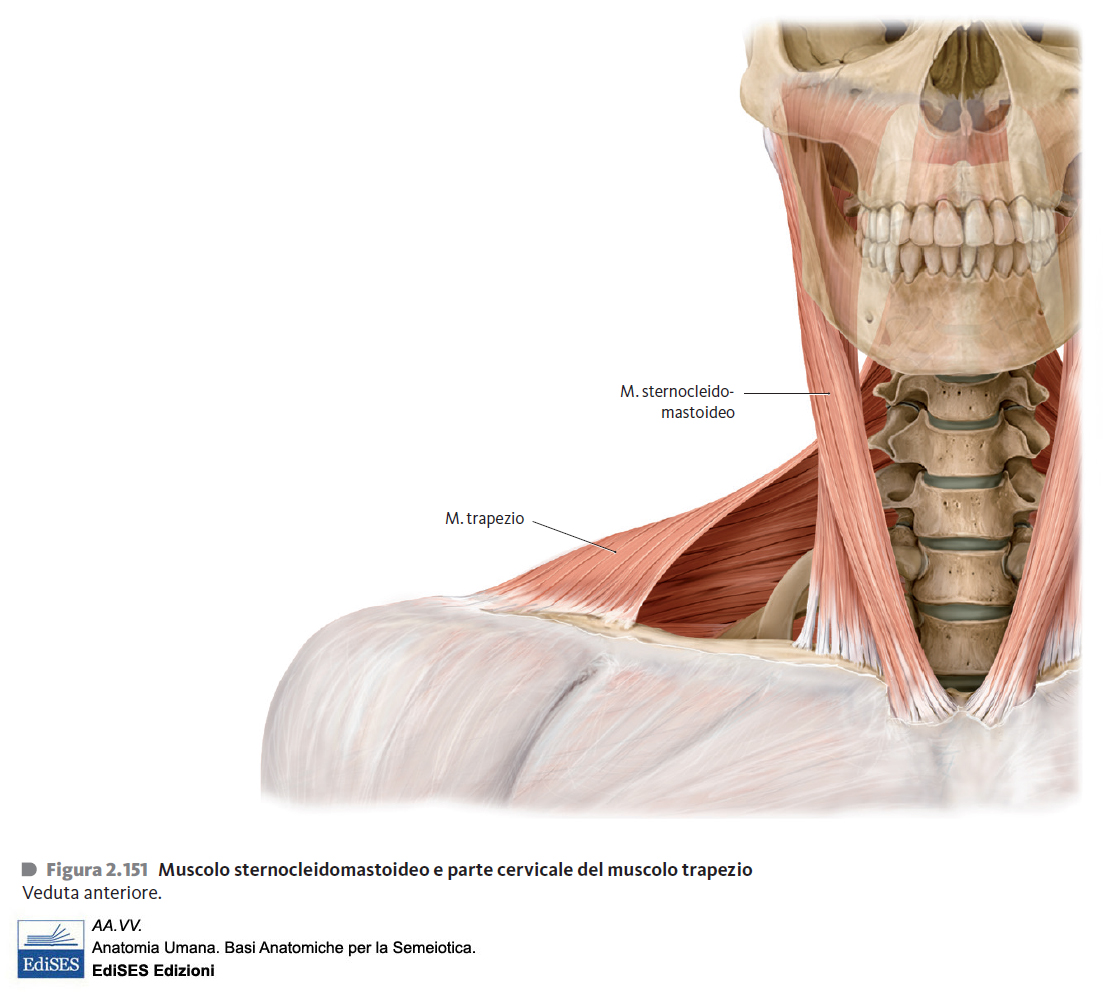 M. sternocleido-
mastoideo
M. trapezio
Figura 2.151 Muscolo sternocleidomastoideo e parte cervicale del muscolo trapezio
Veduta anteriore.
AA.VV.
Anatomia Umana. Basi Anatomiche per la Semeiotica.
EdiSES
EdiSES Edizioni